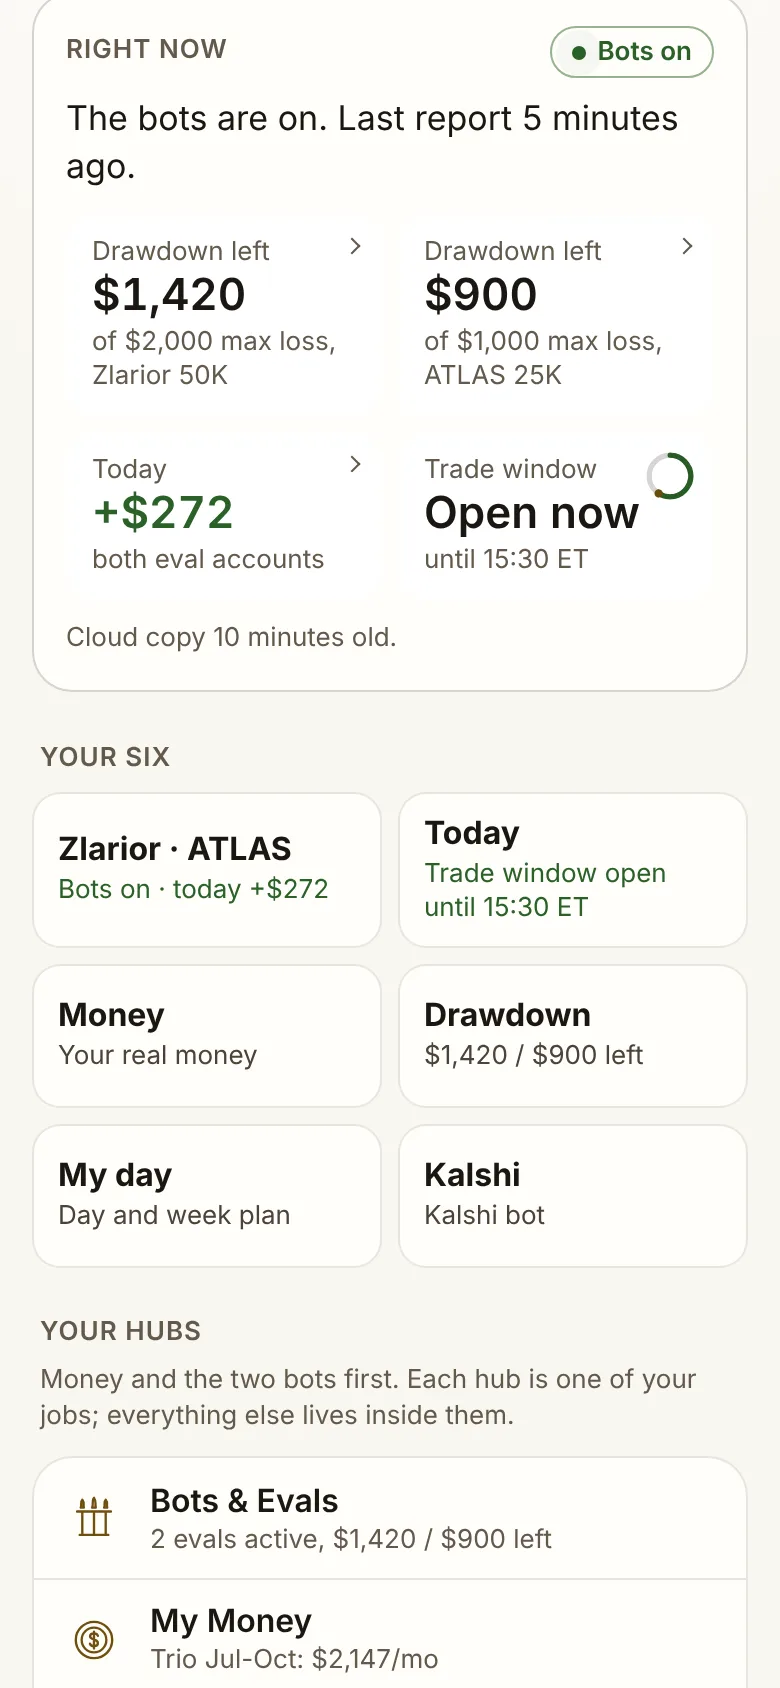 RIGHT NOW
Bots on
The bots are on. Last report 5 minutes
ago.
Drawdown left
$1,420
of $2,000 max loss,
Zlarior 50K
Drawdown left
$900
of $1,000 max loss,
ATLAS 25K
Today
+$272
both eval accounts
Trade window
Open now
until 15:30 ET
Cloud copy 10 minutes old.
YOUR SIX
Zlarior · ATLAS
Bots on · today +$272
Today
Trade window open
until 15:30 ET
Money
Your real money
Drawdown
$1,420 / $900 left
My day
Day and week plan
Kalshi
Kalshi bot
YOUR HUBS
Money and the two bots first. Each hub is one of your
jobs; everything else lives inside them.
Bots & Evals
2 evals active, $1,420 / $900 left
My Money
Trio Jul-Oct: $2,147/mo